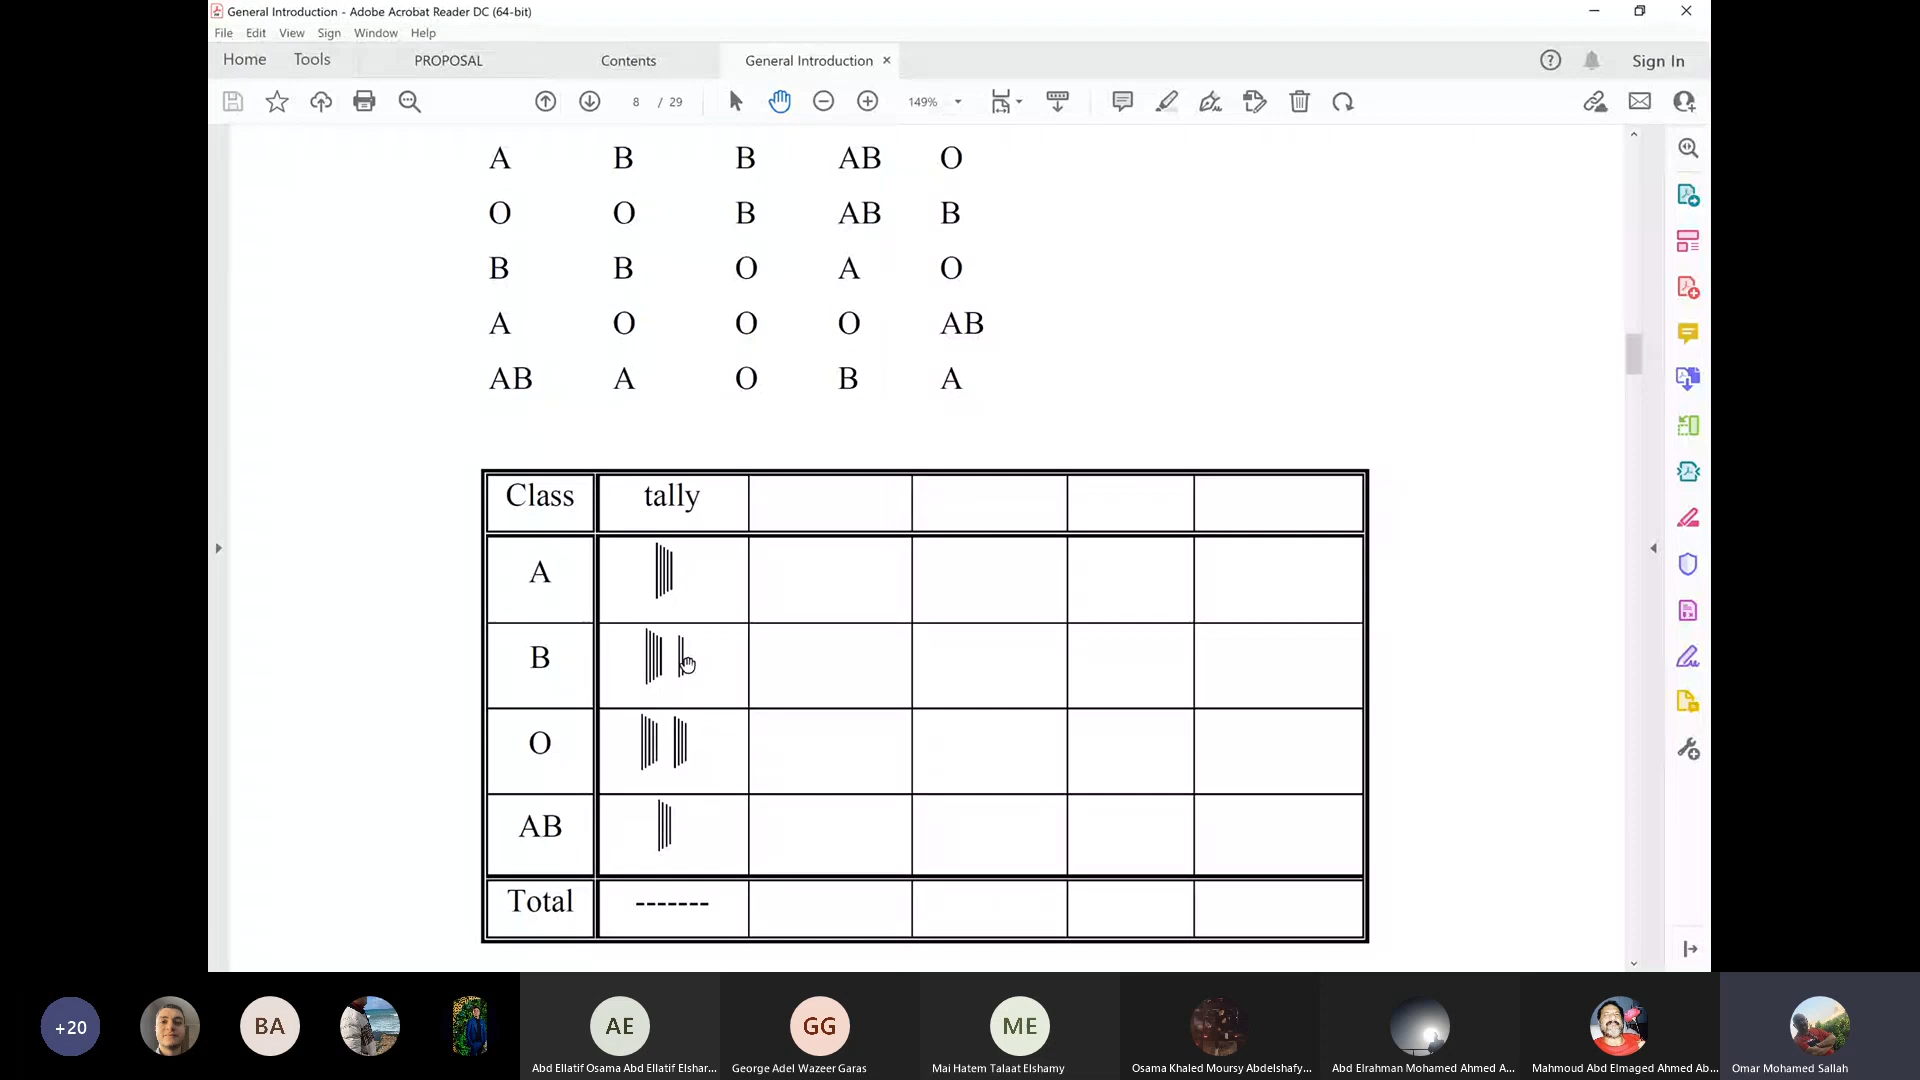 General Introduction - Adobe Acrobat Reader DC (64-bit)
File Edit View Sign Window Help
Home Tools PROPOSAL Contents General Introduction × Sign In
8 / 29 149%
A B B AB O
O O B AB B
B B O A O
A O O O AB
AB A O B A
Class tally
A
B
O
AB
Total -------
+20 BA AE GG ME
Abd Ellatif Osama Abd Ellatif Elshar... George Adel Wazeer Garas Mai Hatem Talaat Elshamy Osama Khaled Moursy Abdelshafy... Abd Elrahman Mohamed Ahmed A... Mahmoud Abd Elmaged Ahmed Ab... Omar Mohamed Sallah